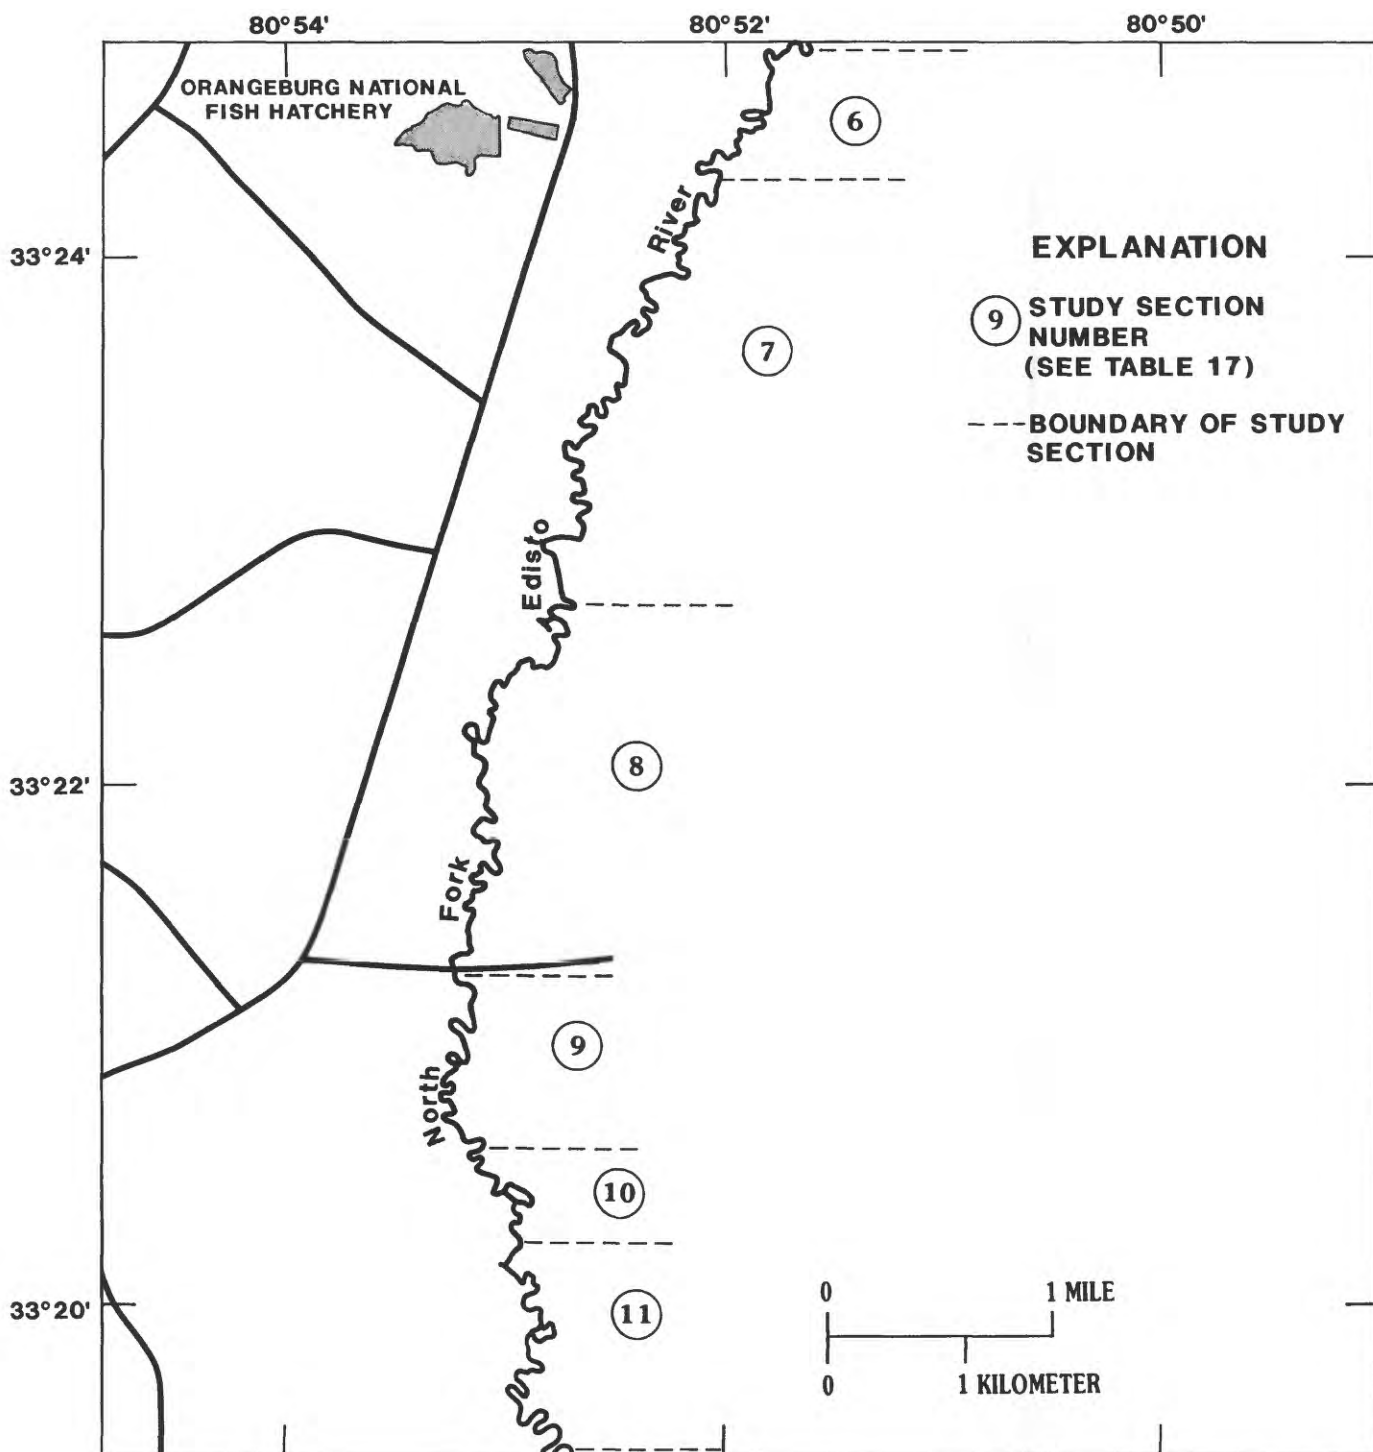 80°54'
80°52'
80°50'
ORANGEBURG NATIONAL
FISH HATCHERY
6
River
33°24'
EXPLANATION
9 STUDY SECTION
NUMBER
(SEE TABLE 17)
7
BOUNDARY OF STUDY
SECTION
Edisto
33°22'
8
Fork
9
North
10
33°20'
11
0 1 MILE
0 1 KILOMETER